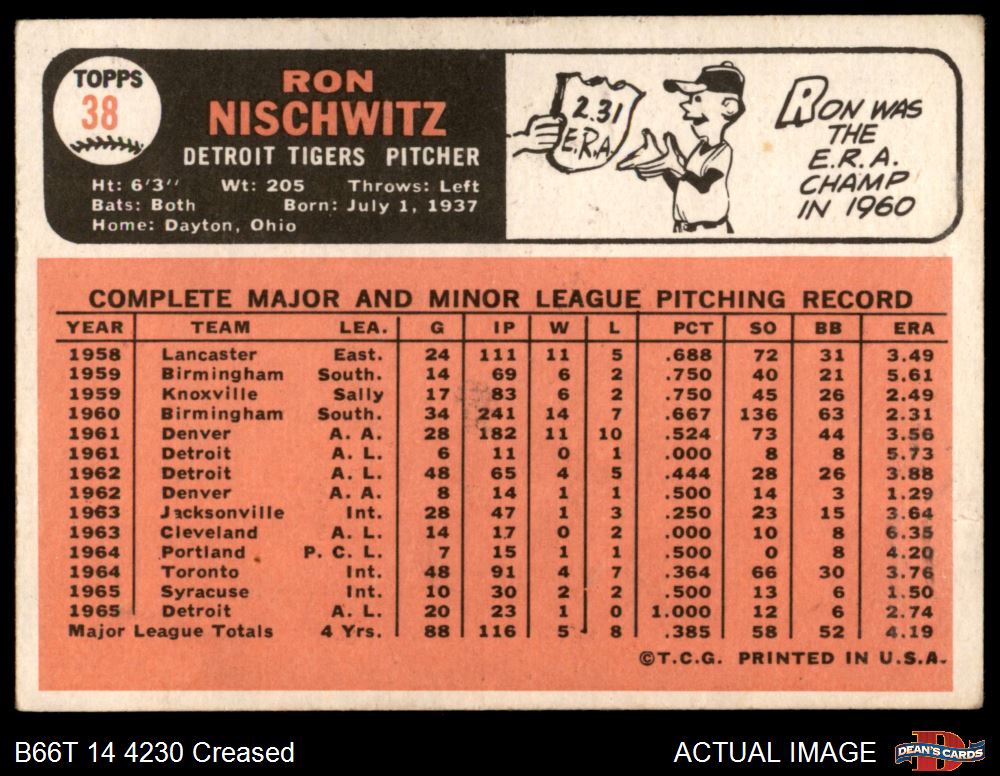 TOPPS
38
RON
NISCHWITZ
DETROIT TIGERS PITCHER
Ht: 6'3" Wt: 205 Throws: Left
Bats: Both Born: July 1, 1937
Home: Dayton, Ohio
2.31
E.R.A.
RON WAS
THE
E.R.A.
CHAMP
IN 1960
COMPLETE MAJOR AND MINOR LEAGUE PITCHING RECORD
YEAR TEAM LEA. G IP W L PCT SO BB ERA
1958 Lancaster East. 24 111 11 5 .688 72 31 3.49
1959 Birmingham South. 14 69 6 2 .750 40 21 5.61
1959 Knoxville Sally 17 83 6 2 .750 45 26 2.49
1960 Birmingham South. 34 241 14 7 .667 136 63 2.31
1961 Denver A. A. 28 182 11 10 .524 73 44 3.56
1961 Detroit A. L. 6 11 0 1 .000 8 8 5.73
1962 Detroit A. L. 48 65 4 5 .444 28 26 3.88
1962 Denver A. A. 8 14 1 1 .500 14 3 1.29
1963 Jacksonville Int. 28 47 1 3 .250 23 15 3.64
1963 Cleveland A. L. 14 17 0 2 .000 10 8 6.35
1964 Portland P. C. L. 7 15 1 1 .500 0 8 4.20
1964 Toronto Int. 48 91 4 7 .364 66 30 3.76
1965 Syracuse Int. 10 30 2 2 .500 13 6 1.50
1965 Detroit A. L. 20 23 1 0 1.000 12 6 2.74
Major League Totals 4 Yrs. 88 116 5 8 .385 58 52 4.19
©T.C.G. PRINTED IN U.S.A.
B66T 14 4230 Creased
ACTUAL IMAGE
D
DEAN'S CARDS